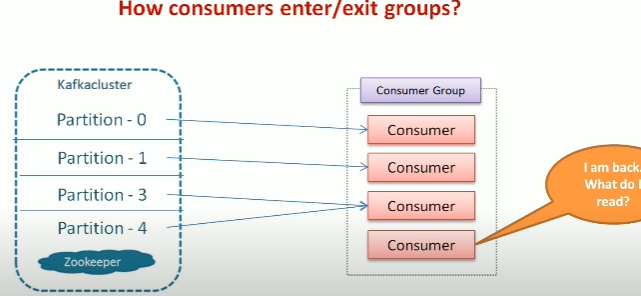 How consumers enter/exit groups?
Kafkacluster
Partition - 0
Partition - 1
Partition - 3
Partition - 4
Zookeeper
Consumer Group
Consumer
Consumer
Consumer
Consumer
I am back.
What do I
read?